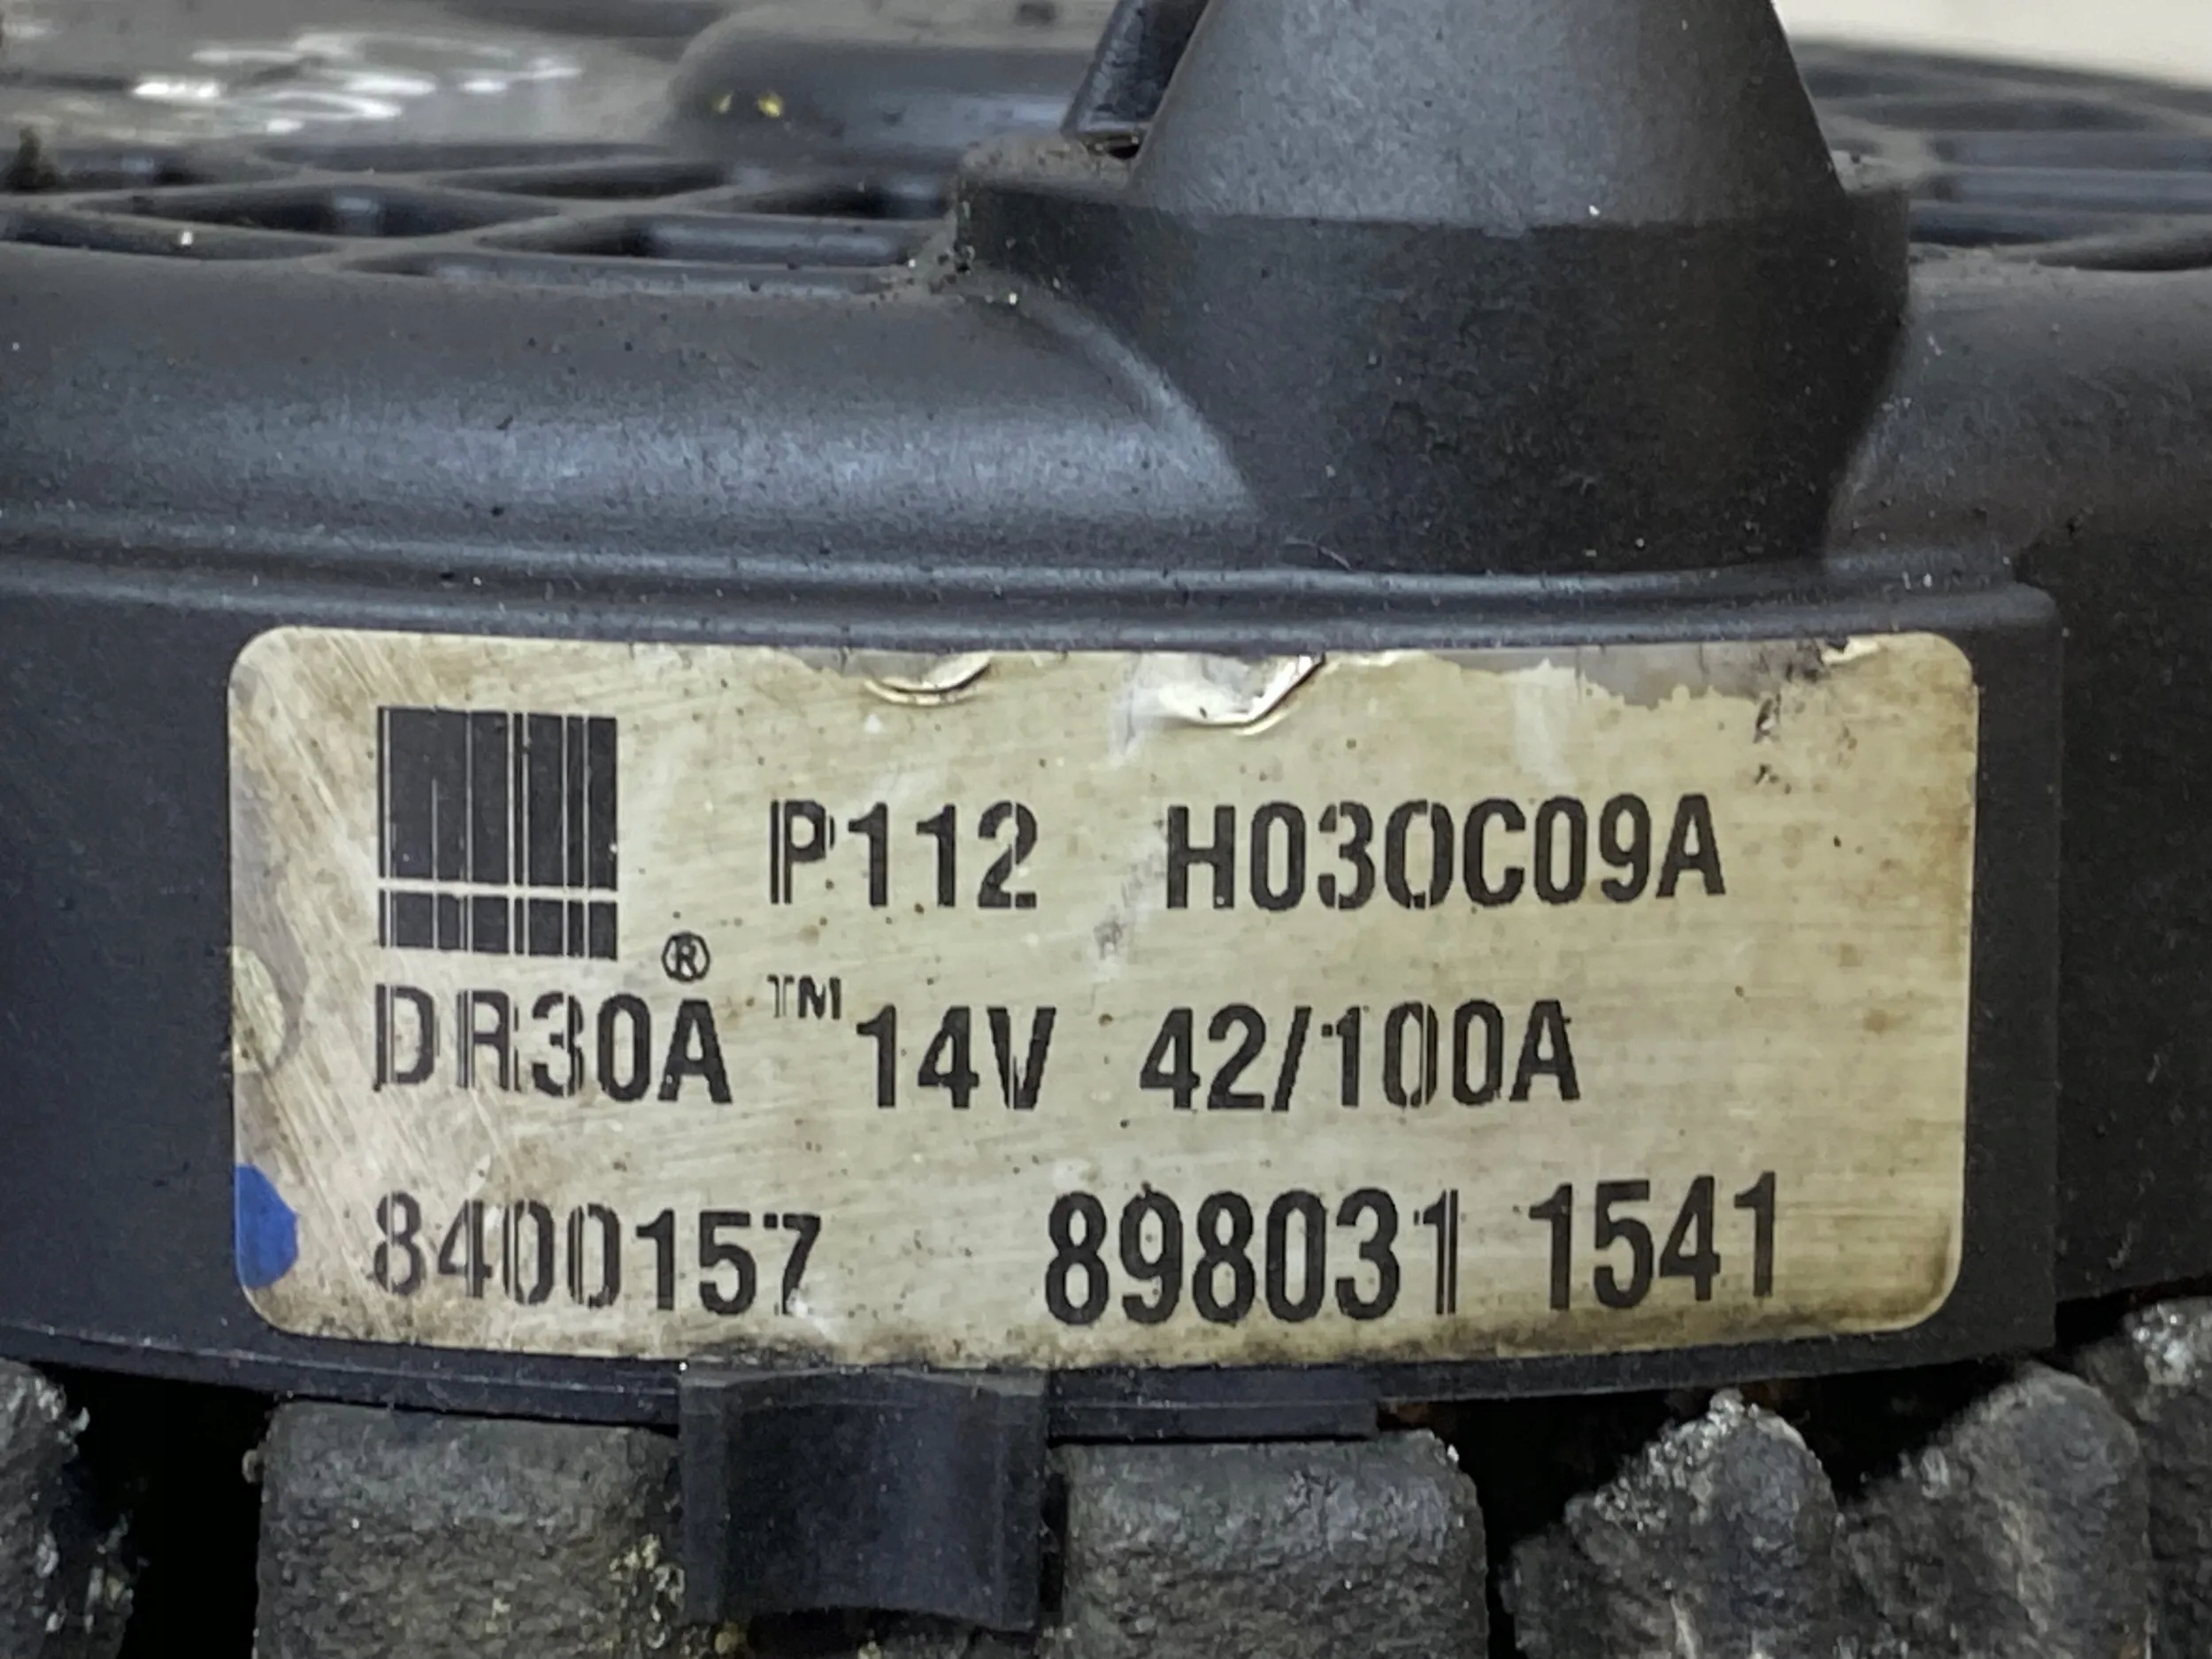 P112 H030C09A
®
DR30A ™ 14V 42/100A
8400157 898031 1541